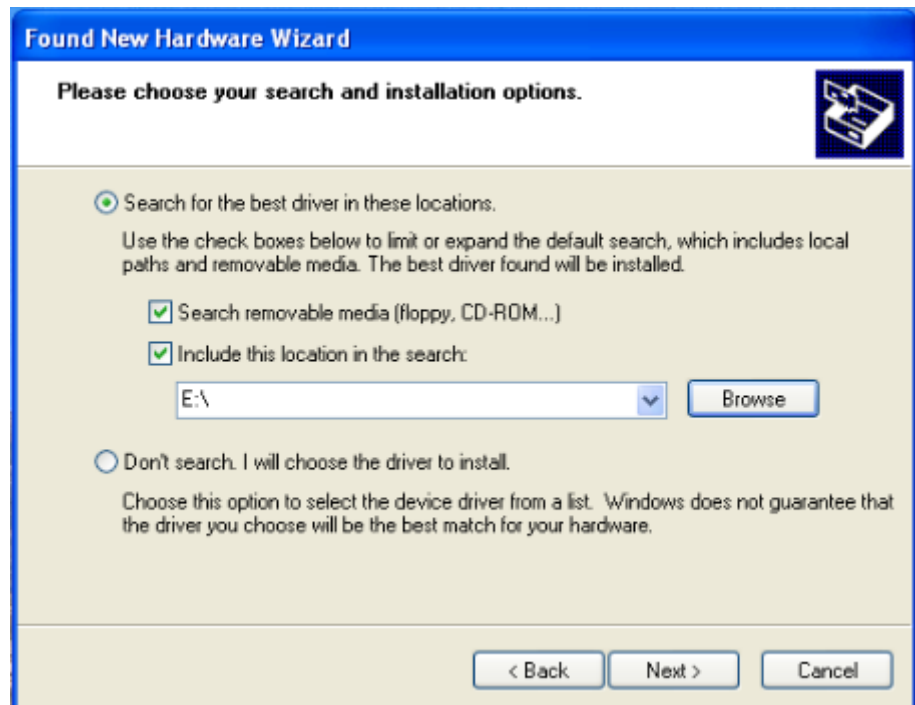 Found New Hardware Wizard
Please choose your search and installation options.
Search for the best driver in these locations.
Use the check boxes below to limit or expand the default search, which includes local
paths and removable media. The best driver found will be installed.
Search removable media (floppy, CD-ROM...)
Include this location in the search:
E:\
Browse
Don't search. I will choose the driver to install.
Choose this option to select the device driver from a list. Windows does not guarantee that
the driver you choose will be the best match for your hardware.
< Back
Next >
Cancel